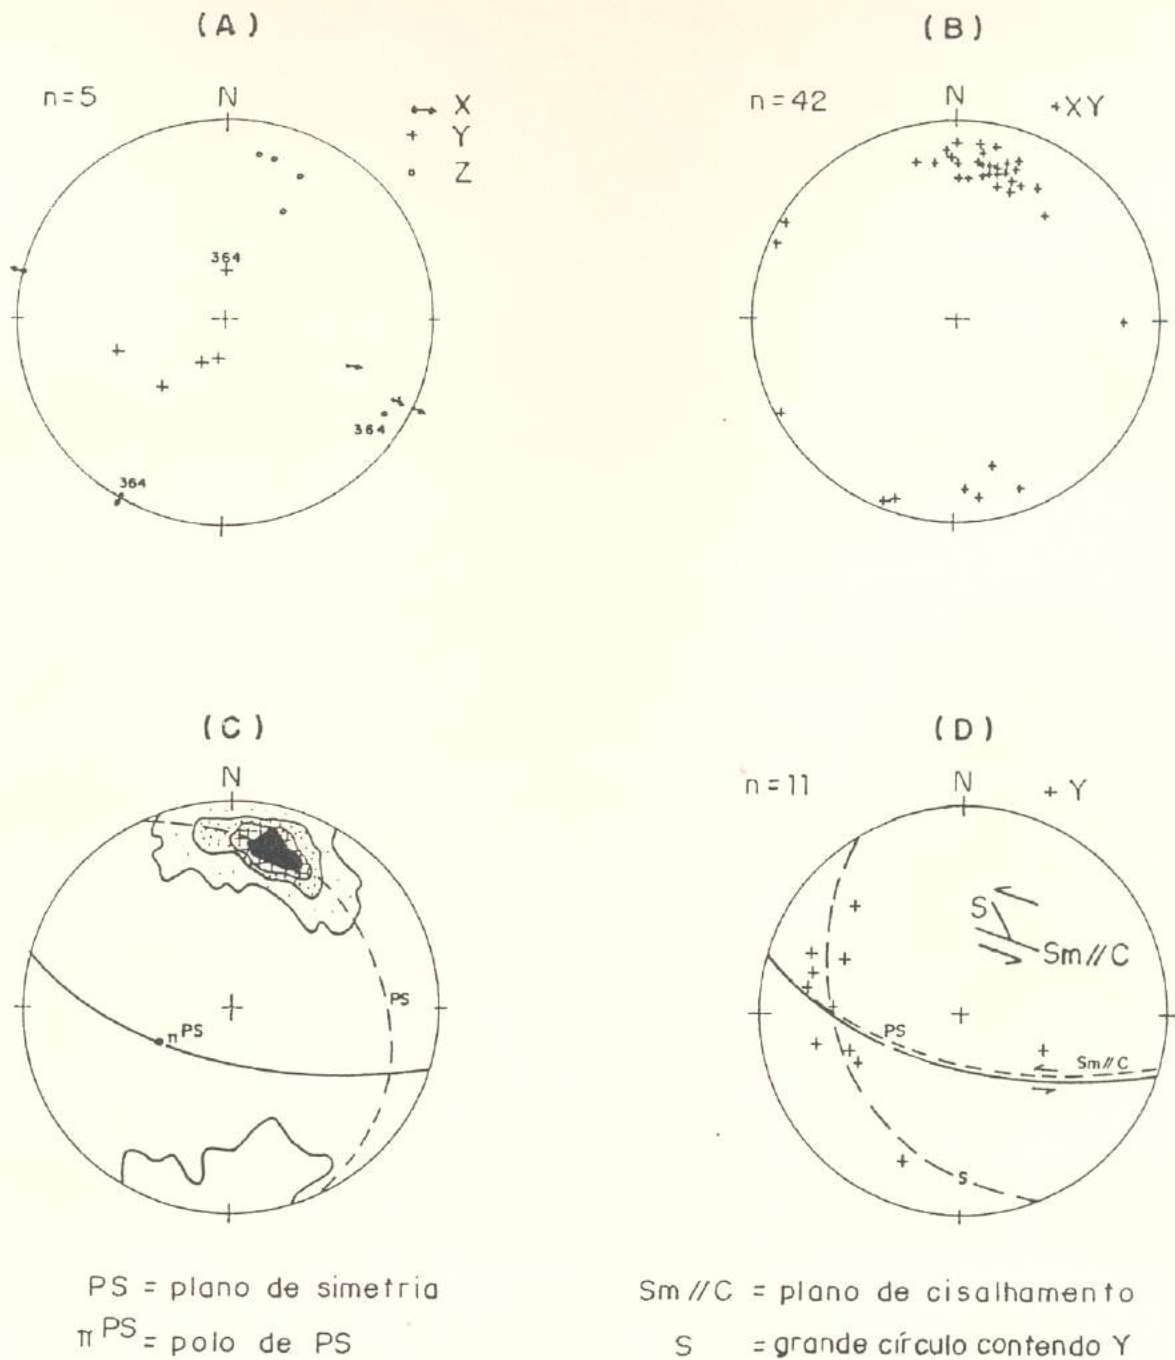 (A)
n=5
N
X
Y
Z
364
364
364
(B)
n=42
N
+XY
(C)
N
PS
π PS
(D)
n=11
N
+ Y
S
Sm//C
PS
Sm//C
S
PS = plano de simetria
π PS = polo de PS
Sm//C = plano de cisalhamento
S = grande círculo contendo Y